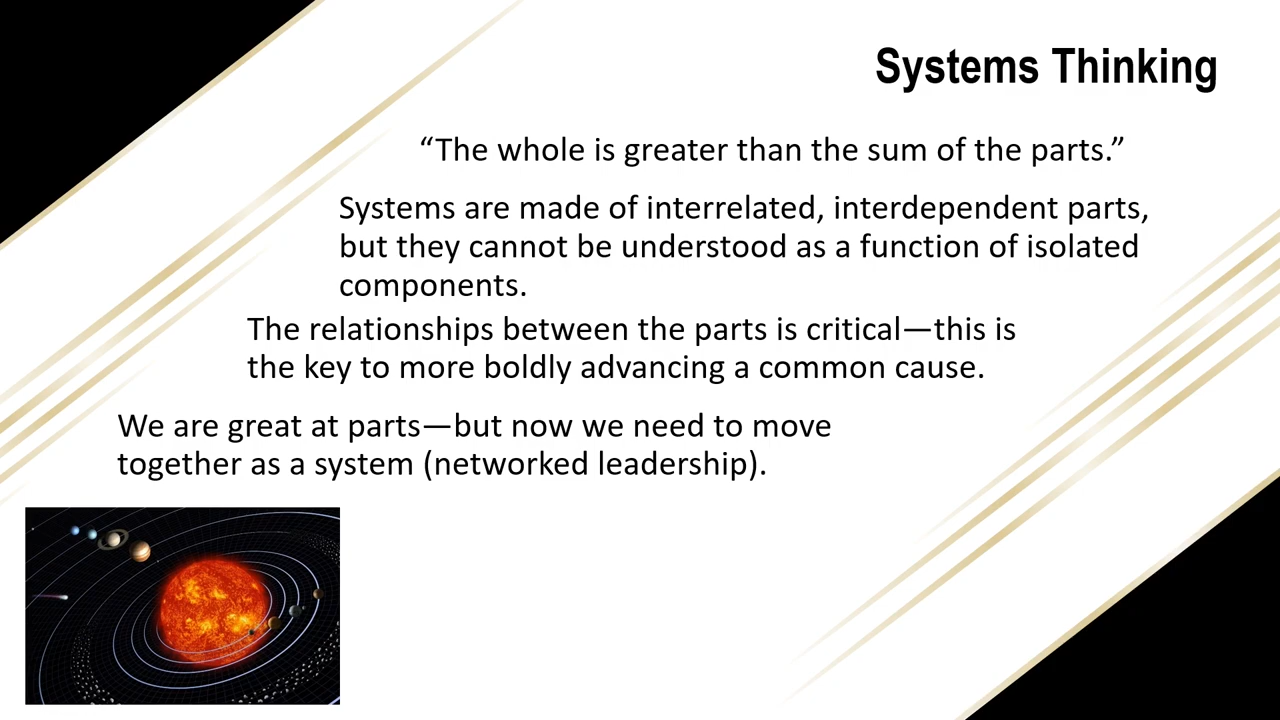 Systems Thinking
“The whole is greater than the sum of the parts.”
Systems are made of interrelated, interdependent parts,
but they cannot be understood as a function of isolated
components.
The relationships between the parts is critical—this is
the key to more boldly advancing a common cause.
We are great at parts—but now we need to move
together as a system (networked leadership).